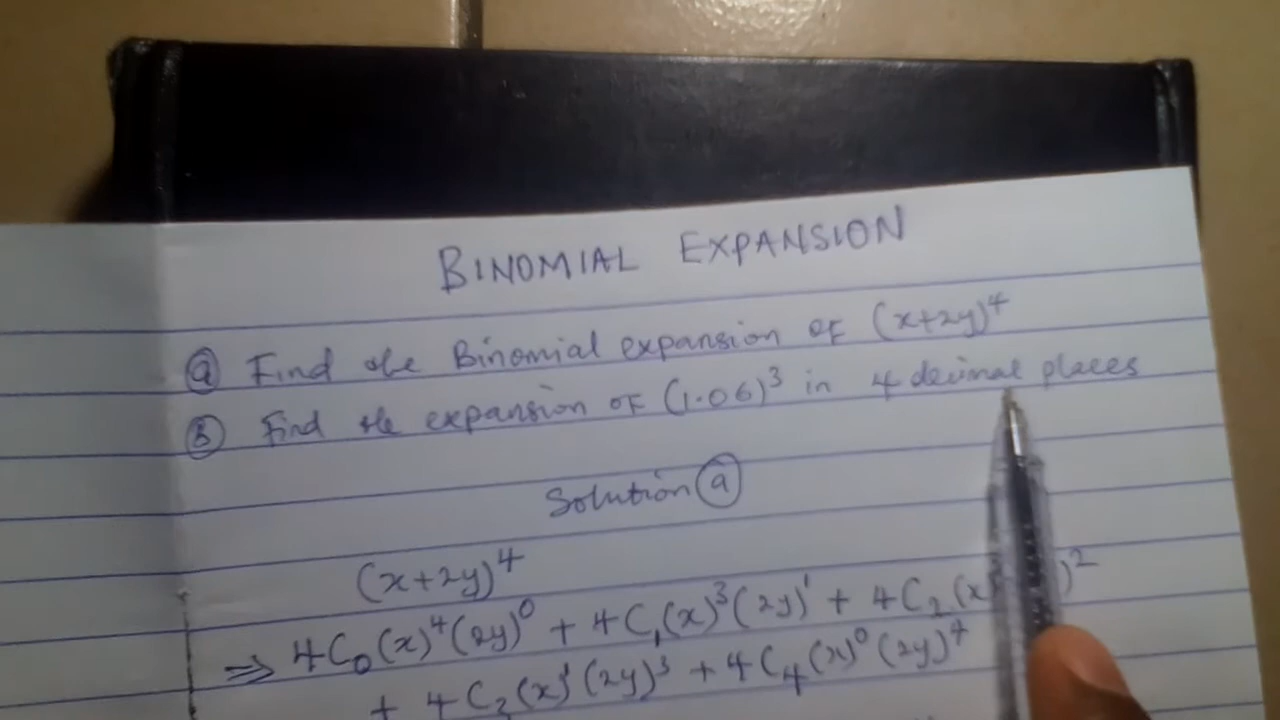 BINOMIAL EXPANSION
ⓐ Find the Binomial expansion of (x+2y)⁴
ⓑ Find the expansion of (1.06)³ in 4 decimal places
Solution ⓐ
(x+2y)⁴
⇒ 4C₀(x)⁴(2y)⁰ + 4C₁(x)³(2y)¹ + 4C₂(x )²
+ 4C₃(x)¹(2y)³ + 4C₄(x)⁰(2y)⁴